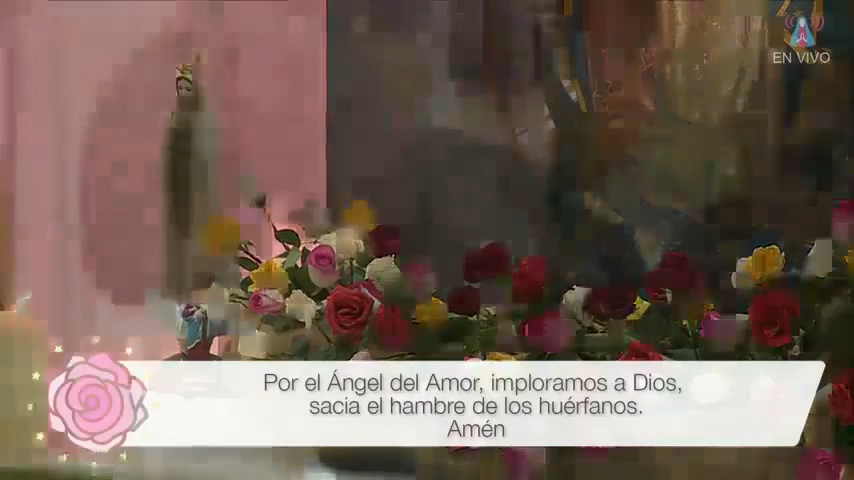 EN VIVO
Por el Ángel del Amor, imploramos a Dios,
sacia el hambre de los huérfanos.
Amén